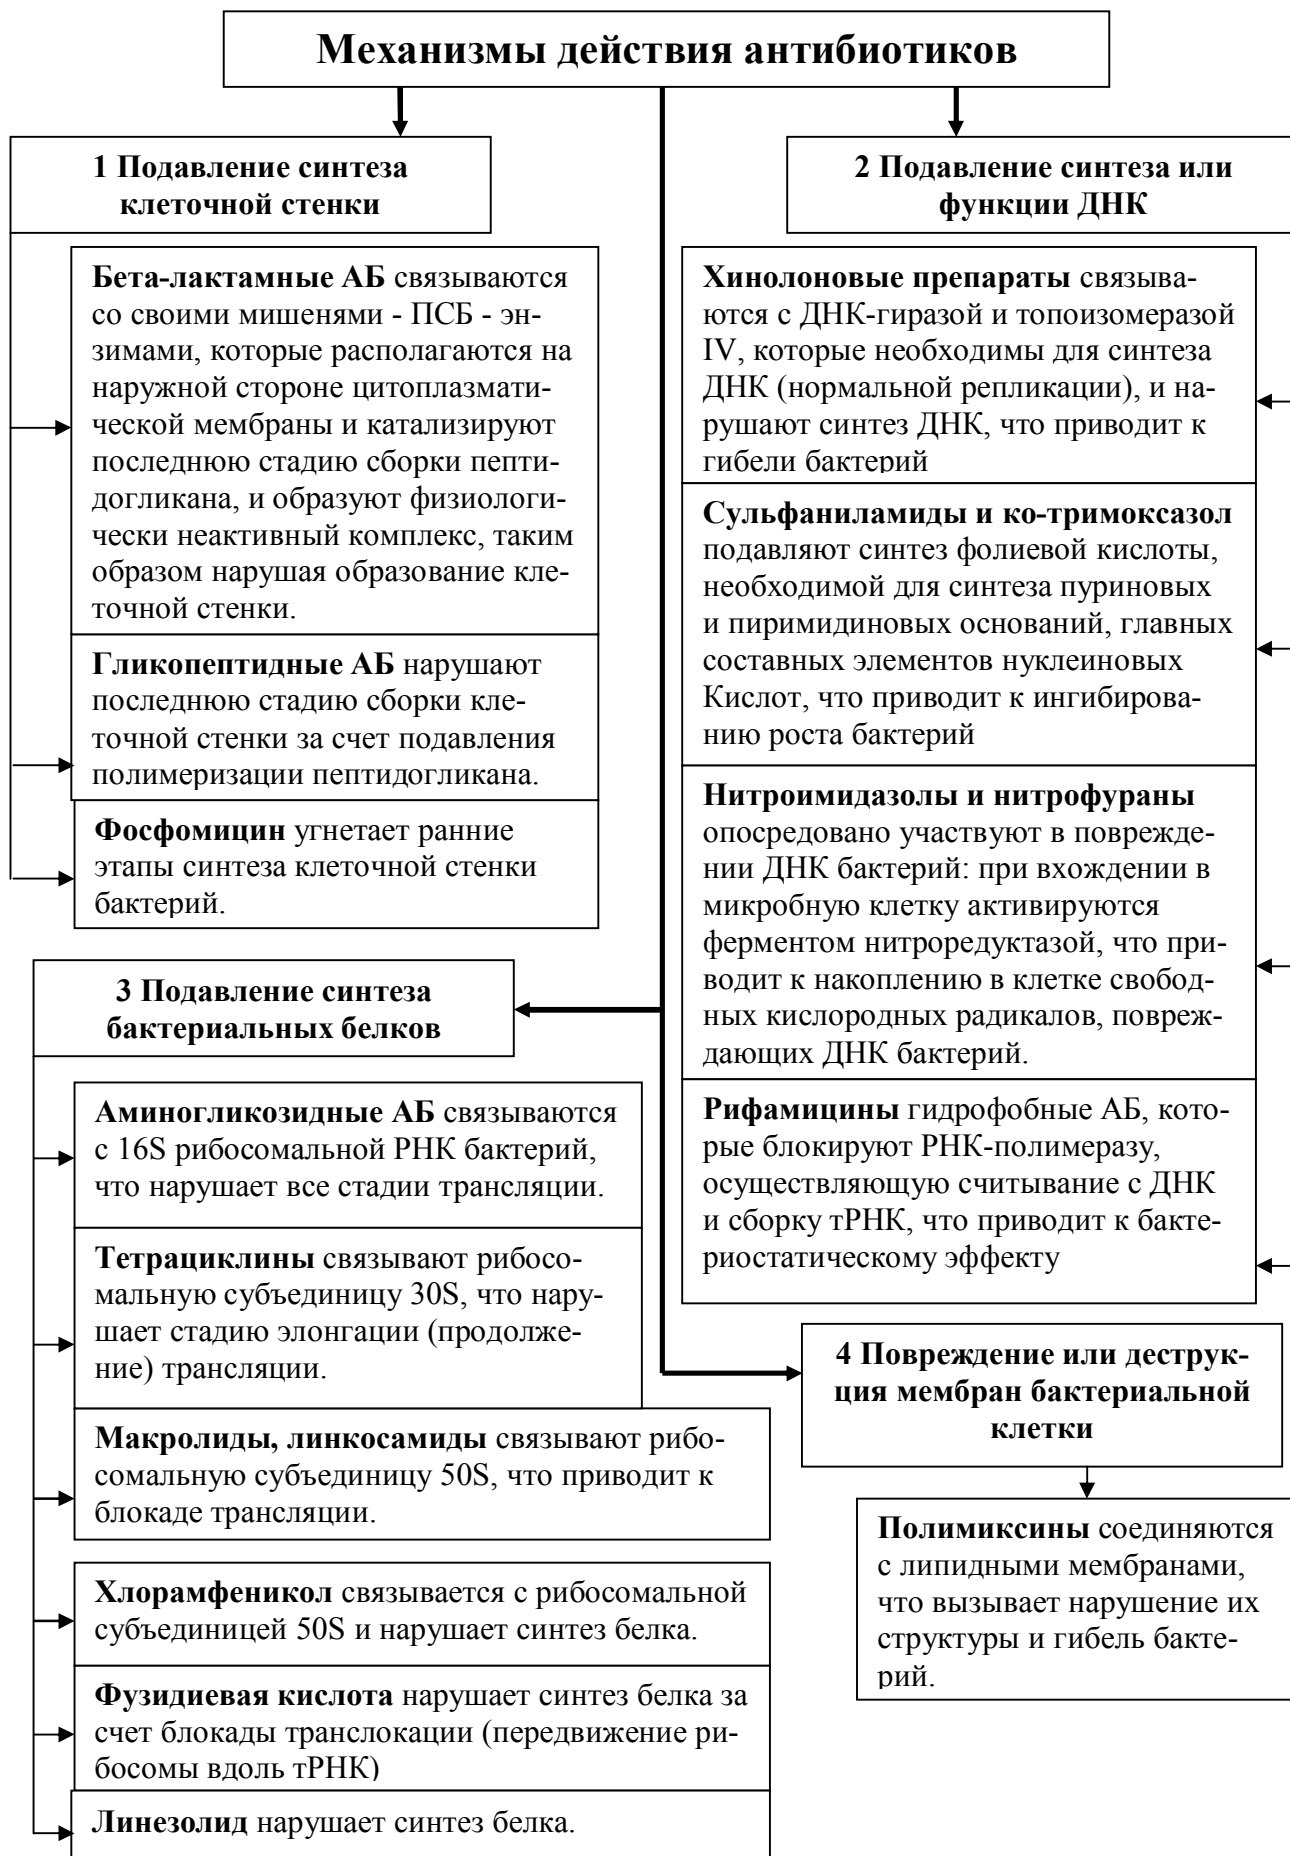 Механизмы действия антибиотиков
1 Подавление синтеза
клеточной стенки
Бета-лактамные АБ связываются
со своими мишенями - ПСБ - эн-
зимами, которые располагаются на
наружной стороне цитоплазмати-
ческой мембраны и катализируют
последнюю стадию сборки пепти-
догликана, и образуют физиологи-
чески неактивный комплекс, таким
образом нарушая образование кле-
точной стенки.
Гликопептидные АБ нарушают
последнюю стадию сборки кле-
точной стенки за счет подавления
полимеризации пептидогликана.
Фосфомицин угнетает ранние
этапы синтеза клеточной стенки
бактерий.
2 Подавление синтеза или
функции ДНК
Хинолоновые препараты связыва-
ются с ДНК-гиразой и топоизомеразой
IV, которые необходимы для синтеза
ДНК (нормальной репликации), и на-
рушают синтез ДНК, что приводит к
гибели бактерий
Сульфаниламиды и ко-тримоксазол
подавляют синтез фолиевой кислоты,
необходимой для синтеза пуриновых
и пиримидиновых оснований, главных
составных элементов нуклеиновых
Кислот, что приводит к ингибирова-
нию роста бактерий
Нитроимидазолы и нитрофураны
опосредовано участвуют в повреж-
дении ДНК бактерий: при вхождении в
микробную клетку активируются
ферментом нитроредуктазой, что при-
водит к накоплению в клетке свобод-
ных кислородных радикалов, повреж-
дающих ДНК бактерий.
Рифамицины гидрофобные АБ, кото-
рые блокируют РНК-полимеразу,
осуществляющую считывание с ДНК
и сборку тРНК, что приводит к бакте-
риостатическому эффекту
3 Подавление синтеза
бактериальных белков
Аминогликозидные АБ связываются
с 16S рибосомальной РНК бактерий,
что нарушает все стадии трансляции.
Тетрациклины связывают рибосо-
мальную субъединицу 30S, что нару-
шает стадию элонгации (продолже-
ние) трансляции.
Макролиды, линкосамиды связывают рибо-
сомальную субъединицу 50S, что приводит к
блокаде трансляции.
Хлорамфеникол связывается с рибосомальной
субъединицей 50S и нарушает синтез белка.
Фузидиевая кислота нарушает синтез белка за
счет блокады транслокации (передвижение ри-
босомы вдоль тРНК)
Линезолид нарушает синтез белка.
4 Повреждение или деструк-
ция мембран бактериальной
клетки
Полимиксины соединяются
с липидными мембранами,
что вызывает нарушение их
структуры и гибель бакте-
рий.